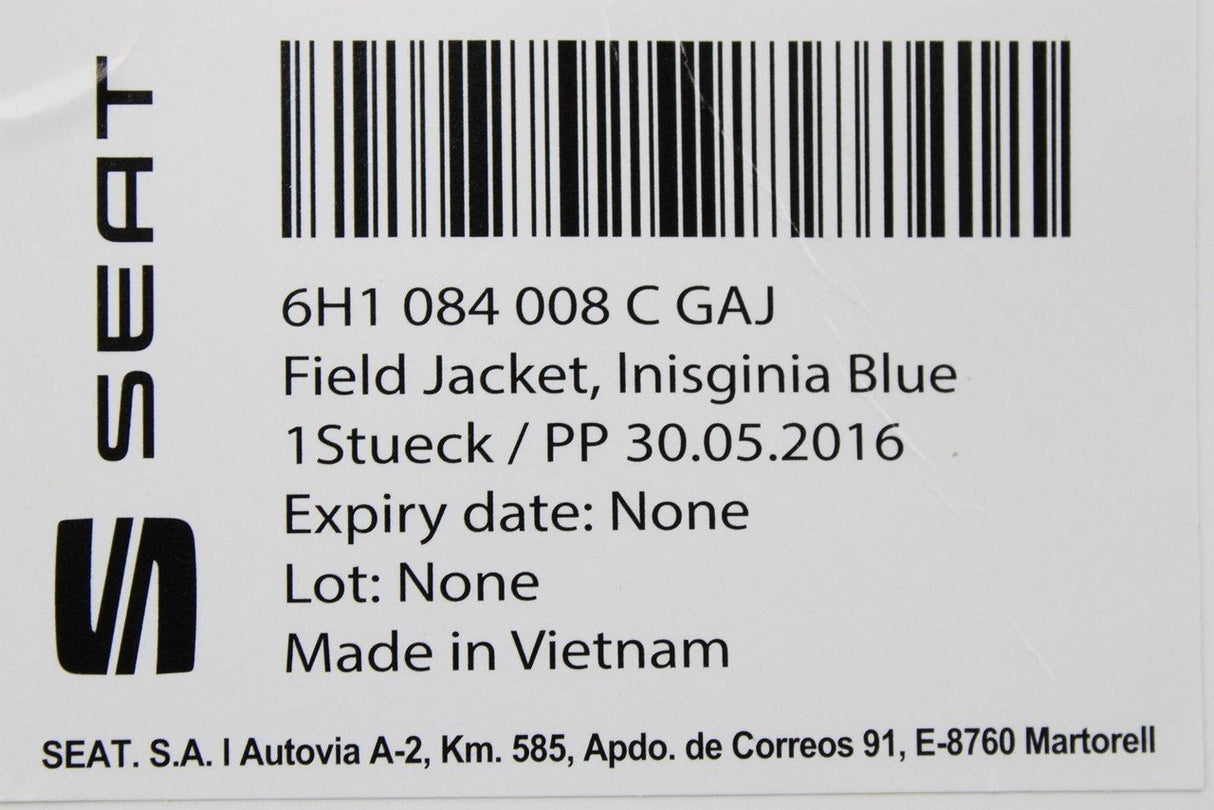 SEAT
6H1 084 008 C GAJ
Field Jacket, lnisginia Blue
1Stueck / PP 30.05.2016
Expiry date: None
Lot: None
Made in Vietnam
SEAT. S.A. I Autovia A-2, Km. 585, Apdo. de Correos 91, E-8760 Martorell